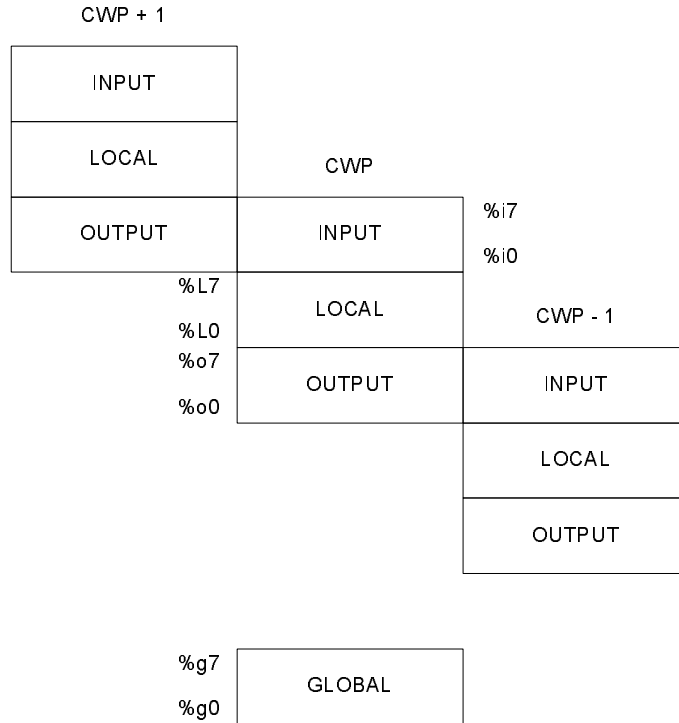 CWP + 1
INPUT
LOCAL
CWP
OUTPUT
INPUT
%i7
%i0
%L7
LOCAL
CWP - 1
%L0
%o7
OUTPUT
INPUT
%o0
LOCAL
OUTPUT
%g7
GLOBAL
%g0